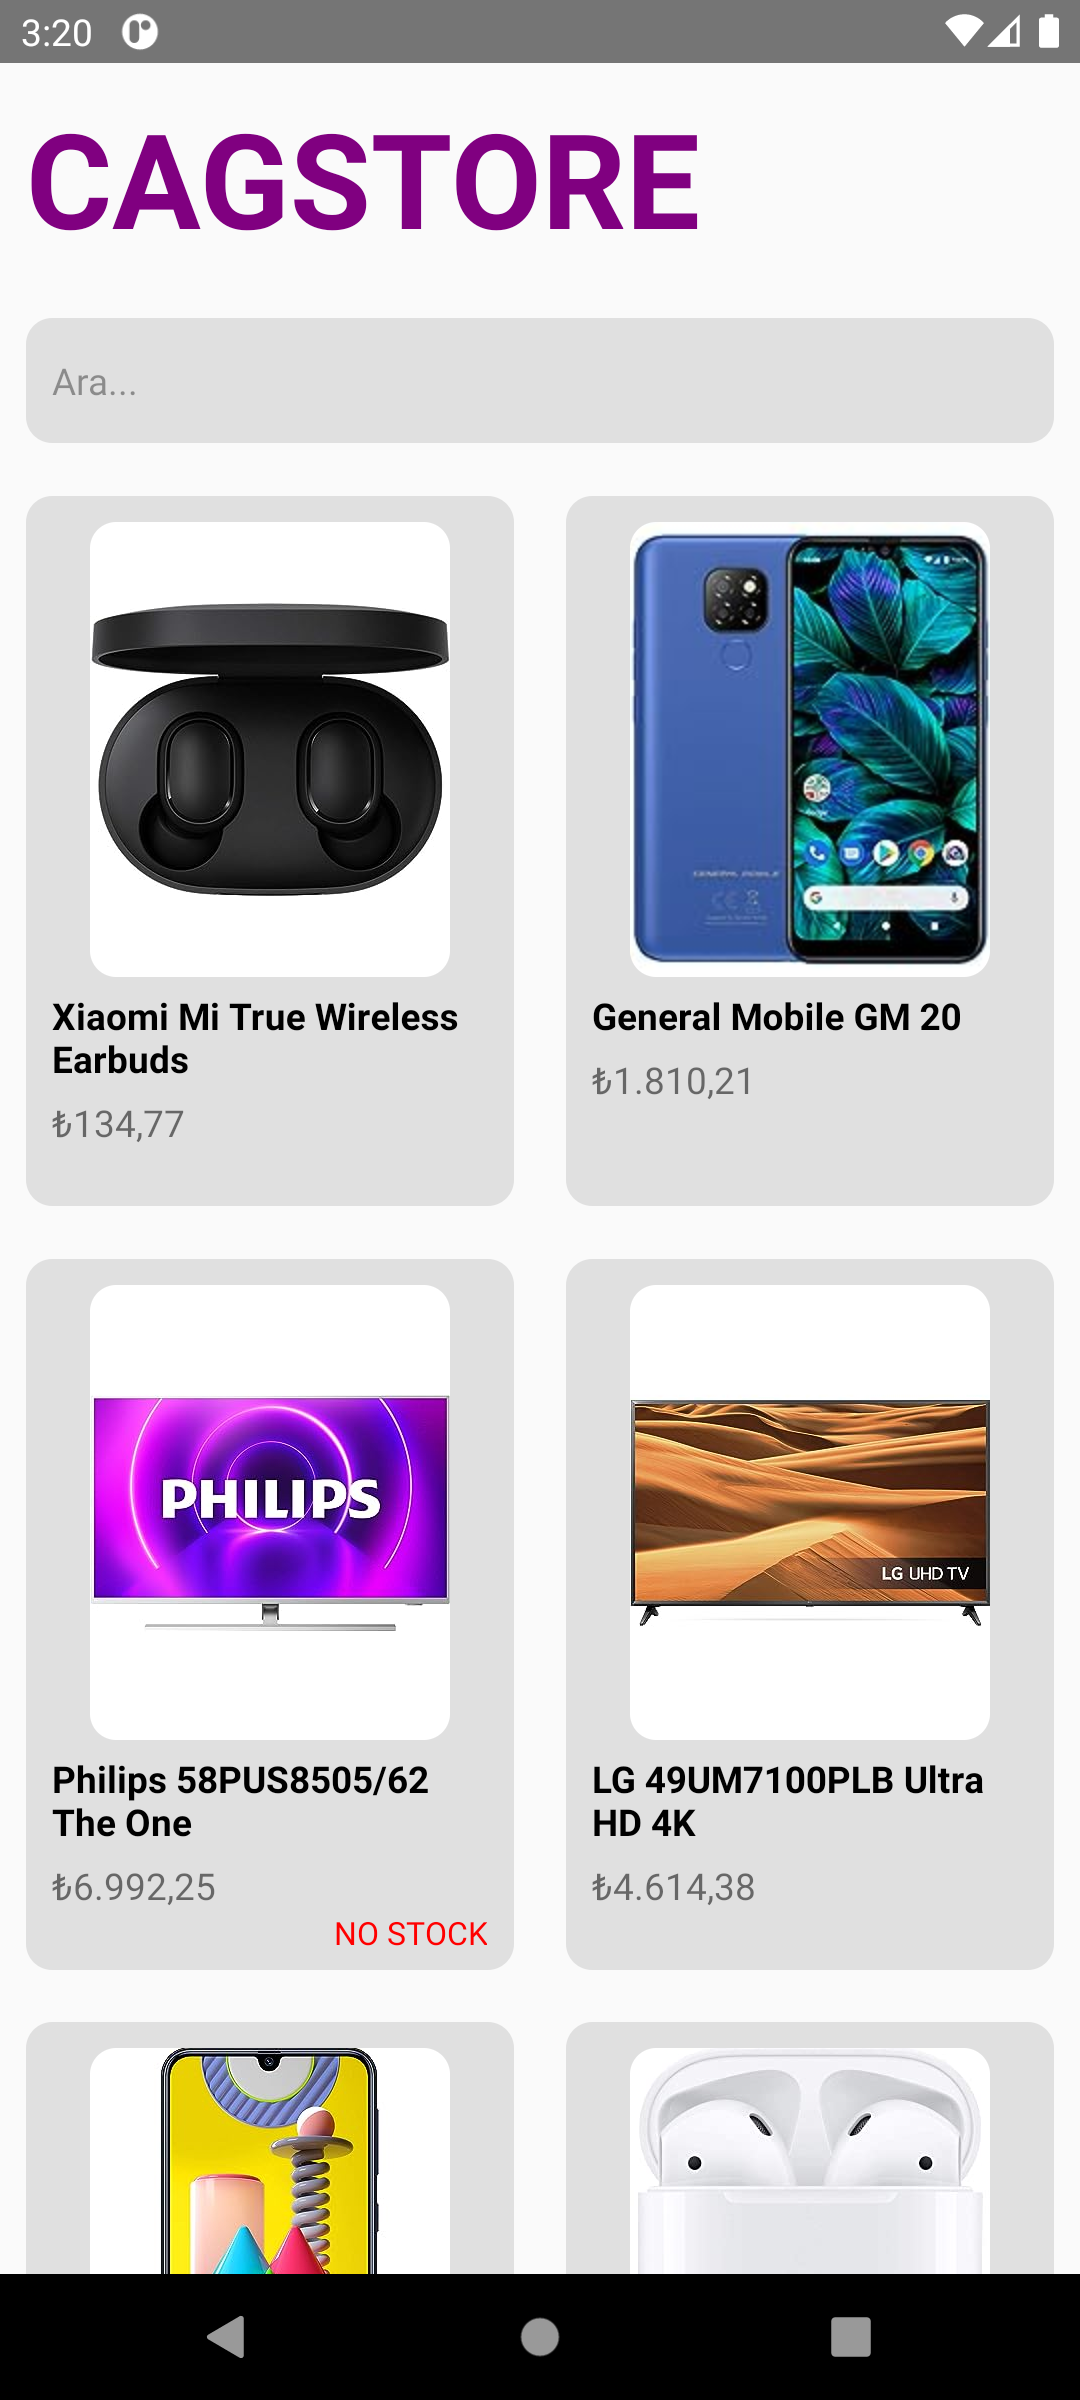 3:20
CAGSTORE
Ara...
Xiaomi Mi True Wireless
Earbuds
₺134,77
GENERAL MOBILE
General Mobile GM 20
₺1.810,21
PHILIPS
Philips 58PUS8505/62
The One
₺6.992,25
NO STOCK
LG UHD TV
LG 49UM7100PLB Ultra
HD 4K
₺4.614,38